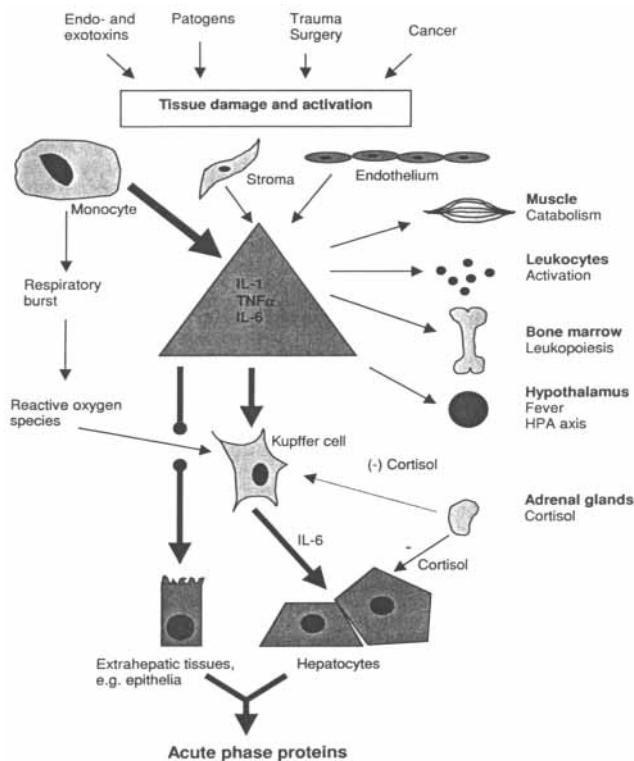 Endo- and
exotoxins
Patogens
Trauma
Surgery
Cancer
Tissue damage and activation
Monocyte
Stroma
Endothelium
Muscle
Catabolism
Respiratory
burst
IL-1
TNFα
IL-6
Leukocytes
Activation
Bone marrow
Leukopoiesis
Hypothalamus
Fever
HPA axis
Reactive oxygen
species
Kupffer cell
(-) Cortisol
Adrenal glands
Cortisol
IL-6
-
Cortisol
Extrahepatic tissues,
e.g. epithelia
Hepatocytes
Acute phase proteins